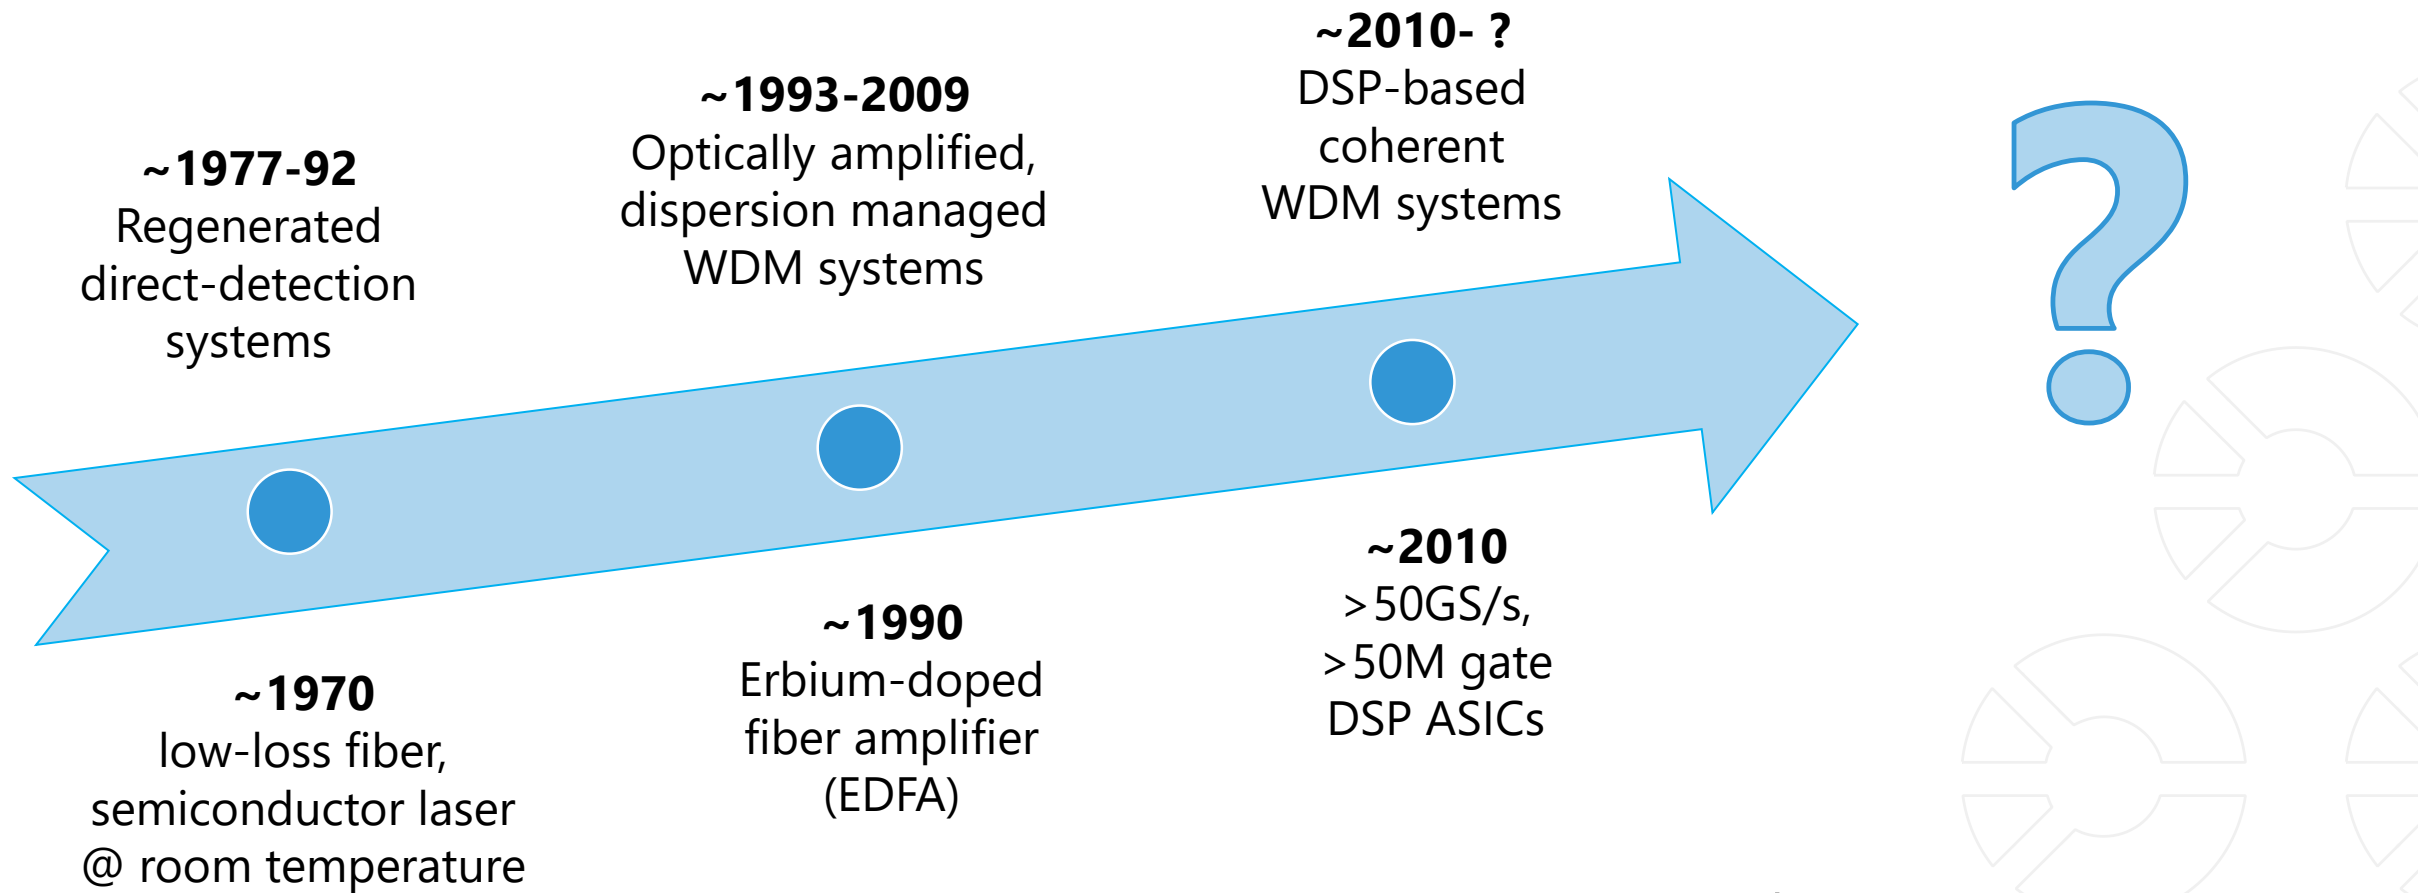 ~1977-92
Regenerated
direct-detection
systems
~1993-2009
Optically amplified,
dispersion managed
WDM systems
~2010- ?
DSP-based
coherent
WDM systems
?
~1970
low-loss fiber,
semiconductor laser
@ room temperature
~1990
Erbium-doped
fiber amplifier
(EDFA)
~2010
>50GS/s,
>50M gate
DSP ASICs